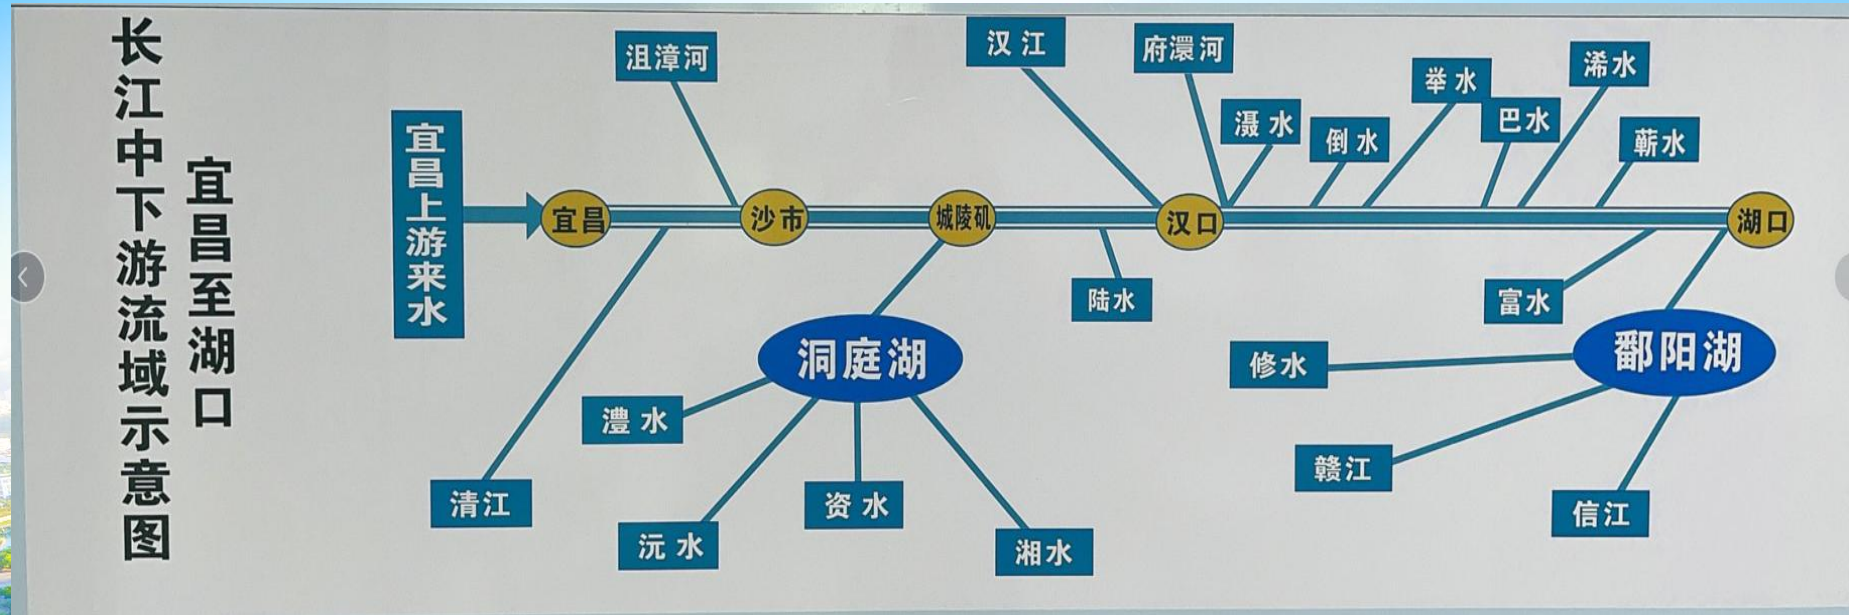 长江中下游流域示意图
宜昌至湖口
宜昌上游来水
沮漳河
汉江
府澴河
滠水
倒水
举水
巴水
浠水
蕲水
宜昌
沙市
城陵矶
汉口
湖口
陆水
富水
洞庭湖
鄱阳湖
修水
澧水
赣江
清江
沅水
资水
湘水
信江